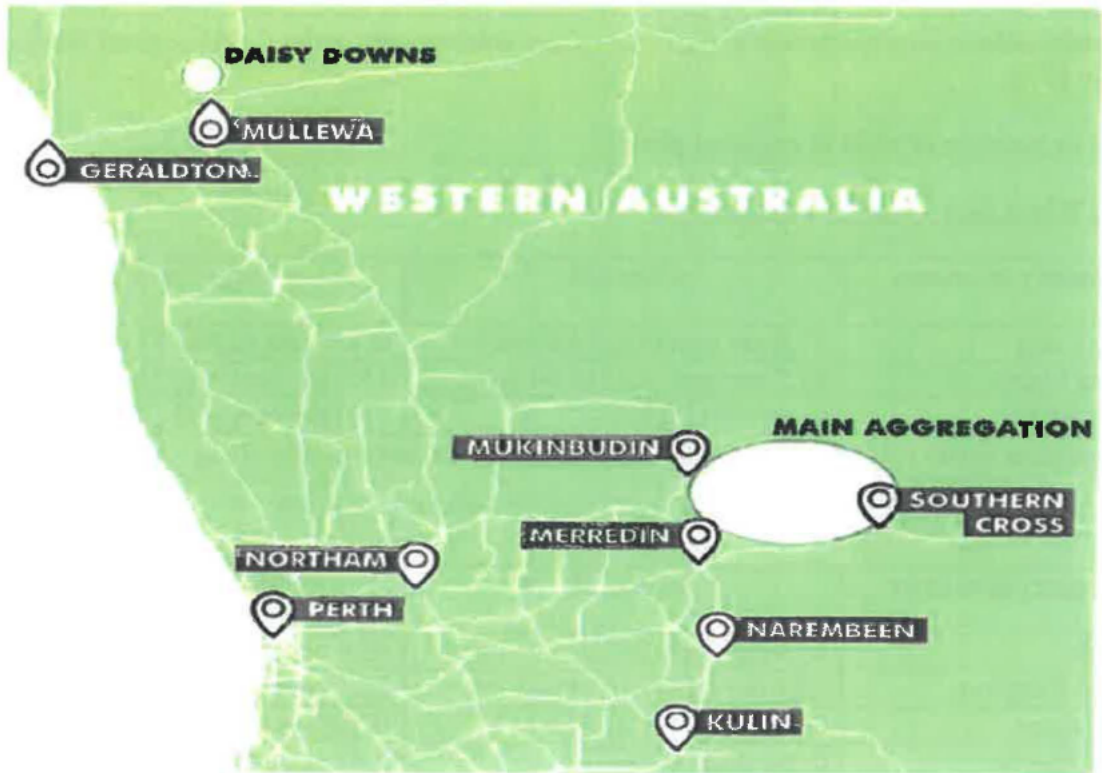 DAISY DOWNS
MULLEWA
GERALDTON
WESTERN AUSTRALIA
MAIN AGGREGATION
MUKINBUDIN
SOUTHERN
CROSS
MERREDIN
NORTHAM
PERTH
NAREMBEEN
KULIN